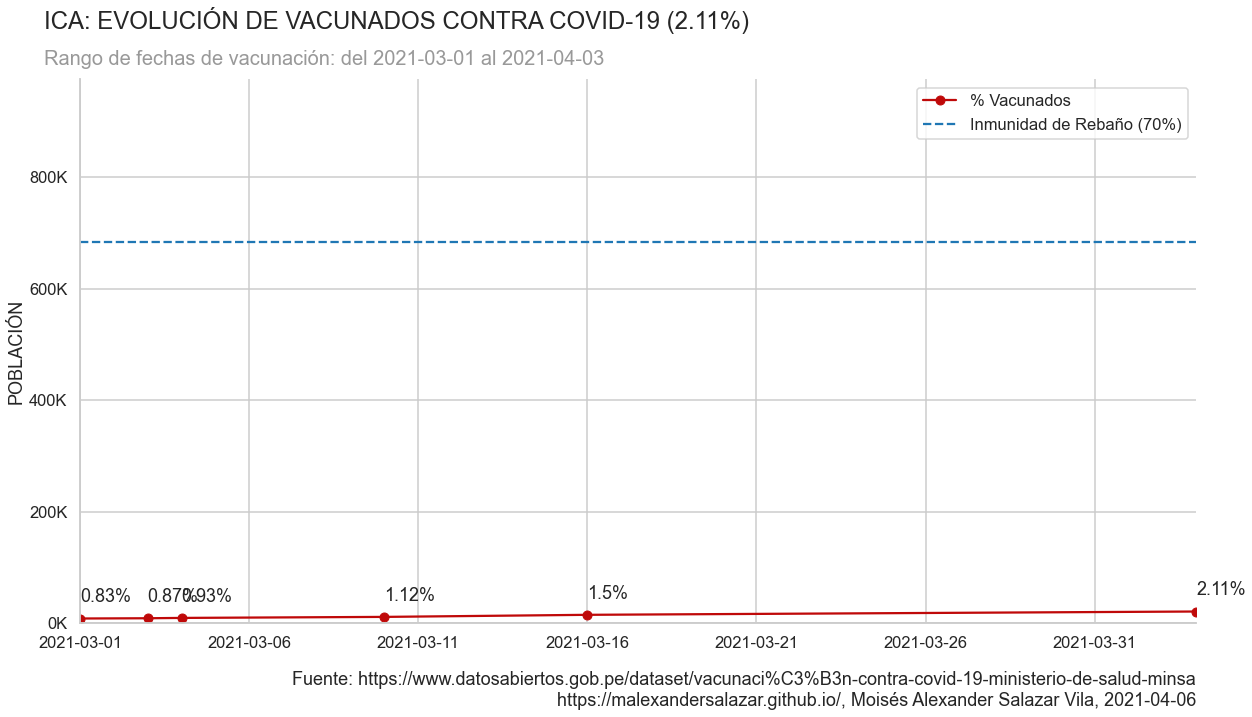 ICA: EVOLUCIÓN DE VACUNADOS CONTRA COVID-19 (2.11%)
Rango de fechas de vacunación: del 2021-03-01 al 2021-04-03
% Vacunados
Inmunidad de Rebaño (70%)
POBLACIÓN
800K
600K
400K
200K
0K
0.83%
0.87%
0.93%
1.12%
1.5%
2.11%
2021-03-01
2021-03-06
2021-03-11
2021-03-16
2021-03-21
2021-03-26
2021-03-31
Fuente: https://www.datosabiertos.gob.pe/dataset/vacunaci%C3%B3n-contra-covid-19-ministerio-de-salud-minsa
https://malexandersalazar.github.io/, Moisés Alexander Salazar Vila, 2021-04-06